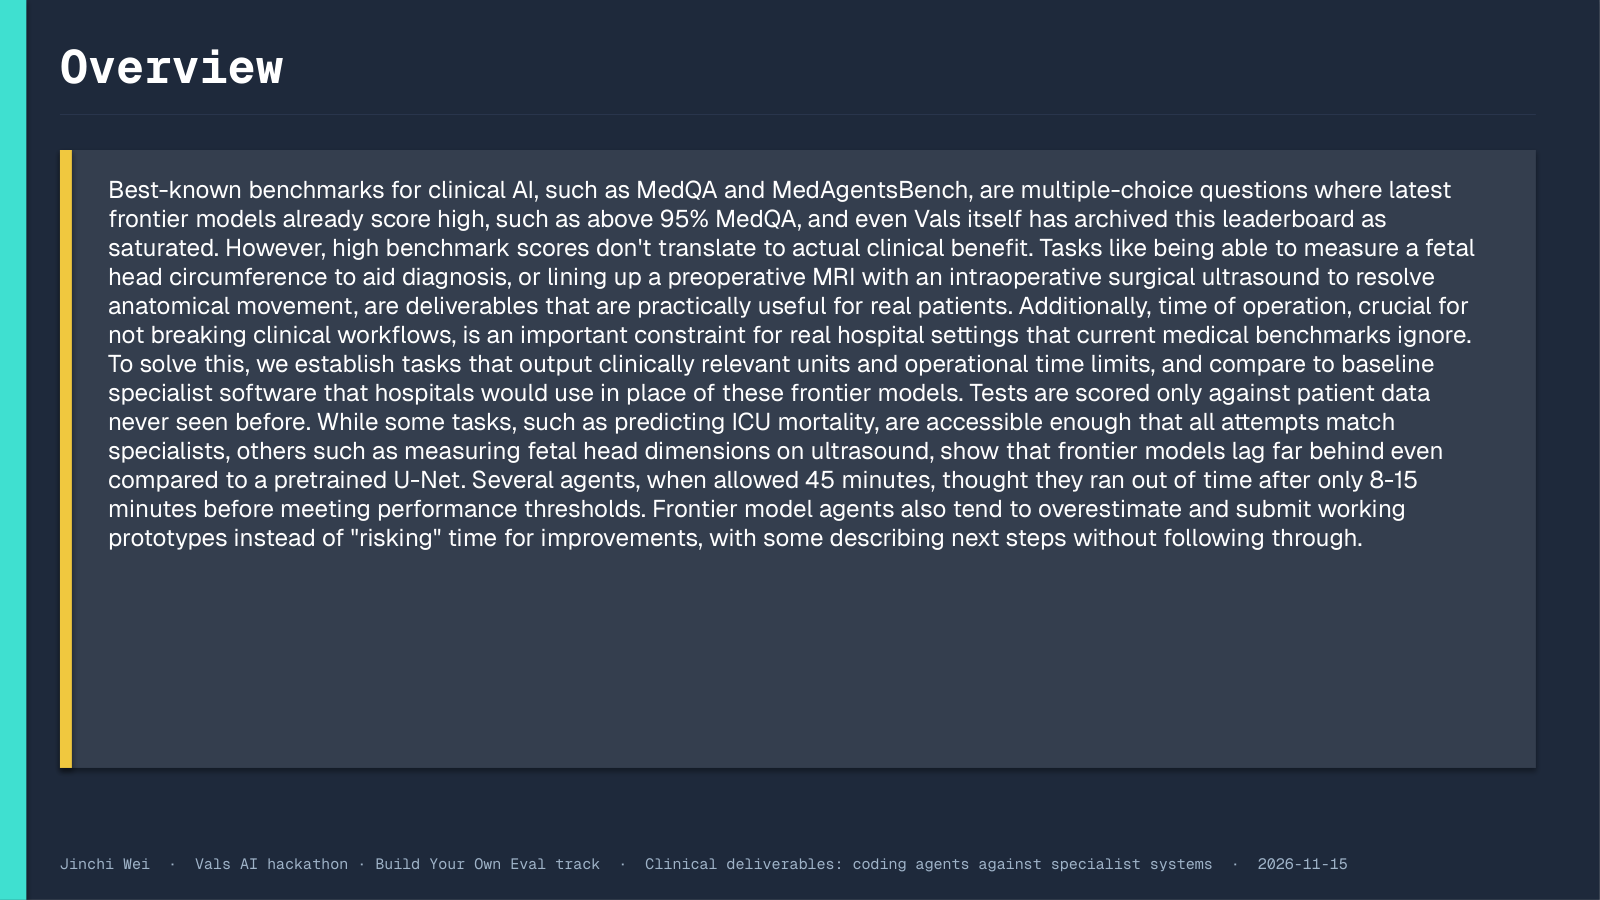 Overview
Best-known benchmarks for clinical AI, such as MedQA and MedAgentsBench, are multiple-choice questions where latest
frontier models already score high, such as above 95% MedQA, and even Vals itself has archived this leaderboard as
saturated. However, high benchmark scores don't translate to actual clinical benefit. Tasks like being able to measure a fetal
head circumference to aid diagnosis, or lining up a preoperative MRI with an intraoperative surgical ultrasound to resolve
anatomical movement, are deliverables that are practically useful for real patients. Additionally, time of operation, crucial for
not breaking clinical workflows, is an important constraint for real hospital settings that current medical benchmarks ignore.
To solve this, we establish tasks that output clinically relevant units and operational time limits, and compare to baseline
specialist software that hospitals would use in place of these frontier models. Tests are scored only against patient data
never seen before. While some tasks, such as predicting ICU mortality, are accessible enough that all attempts match
specialists, others such as measuring fetal head dimensions on ultrasound, show that frontier models lag far behind even
compared to a pretrained U-Net. Several agents, when allowed 45 minutes, thought they ran out of time after only 8-15
minutes before meeting performance thresholds. Frontier model agents also tend to overestimate and submit working
prototypes instead of "risking" time for improvements, with some describing next steps without following through.
Jinchi Wei · Vals AI hackathon · Build Your Own Eval track · Clinical deliverables: coding agents against specialist systems · 2026-11-15